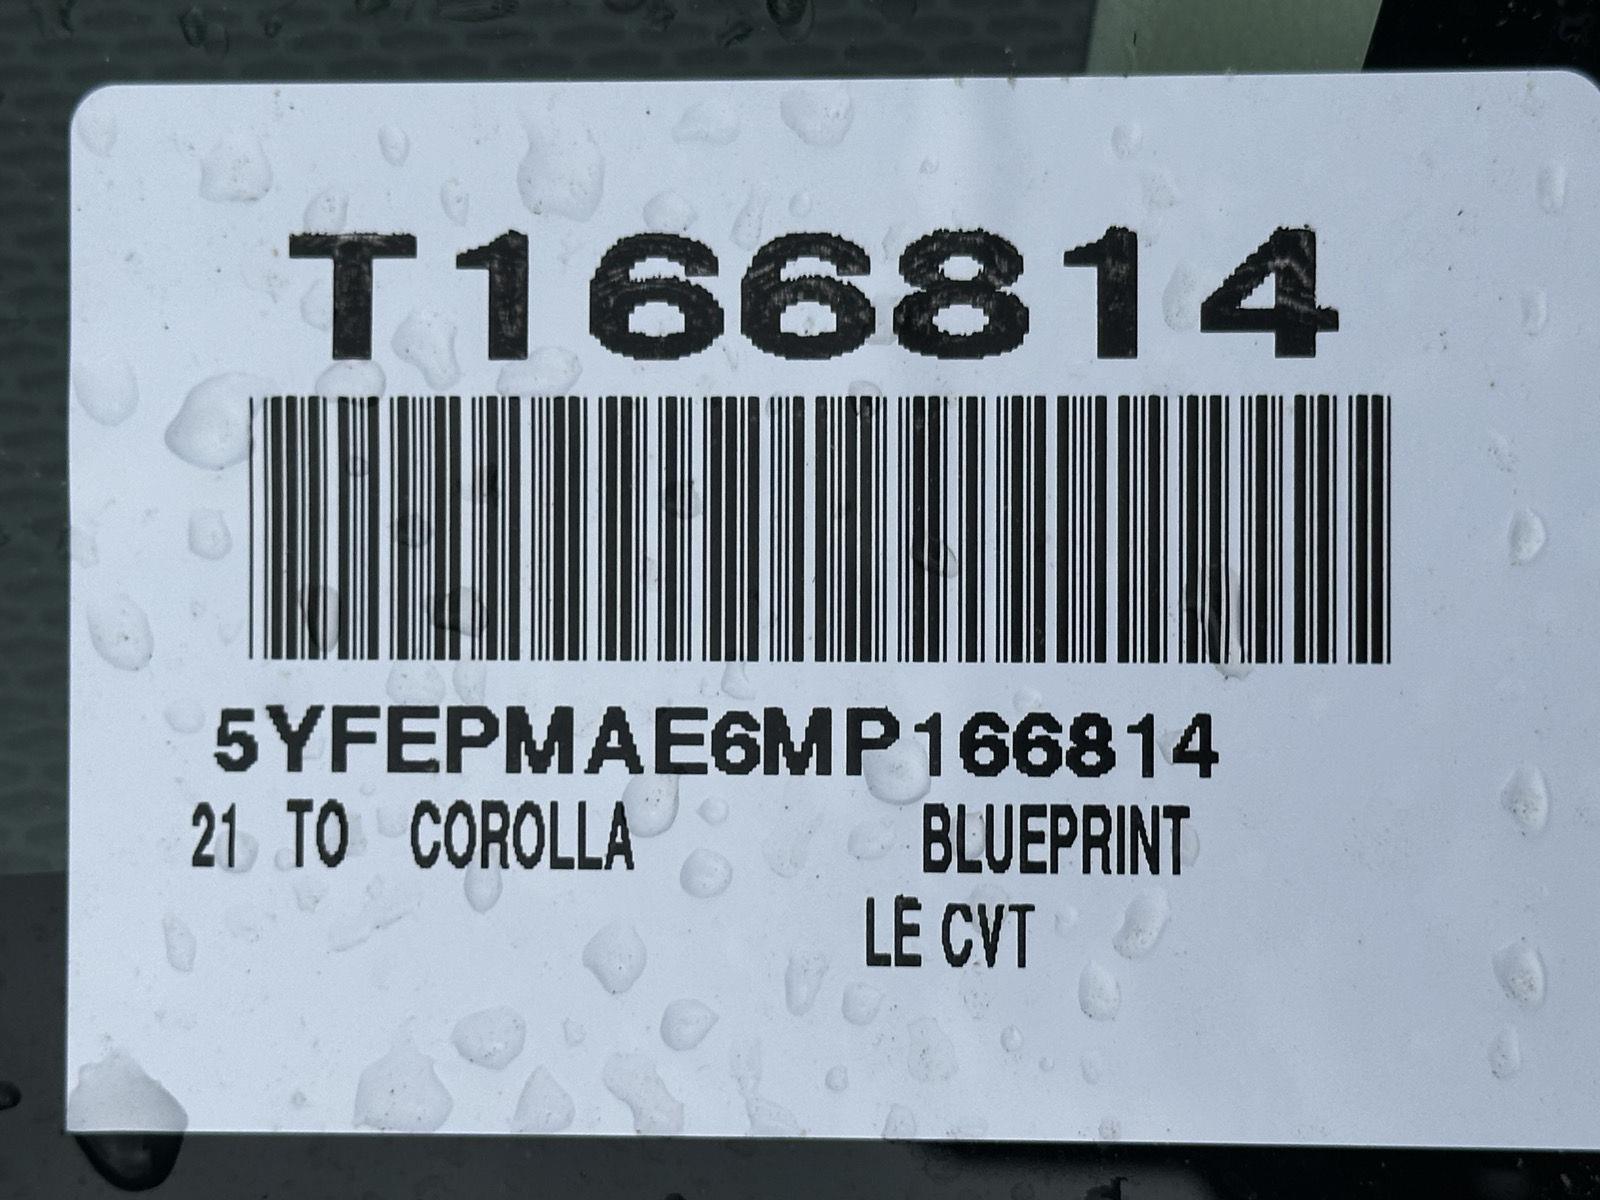 T166814
5YFEPMAE6MP166814
21 TO COROLLA BLUEPRINT
LE CVT